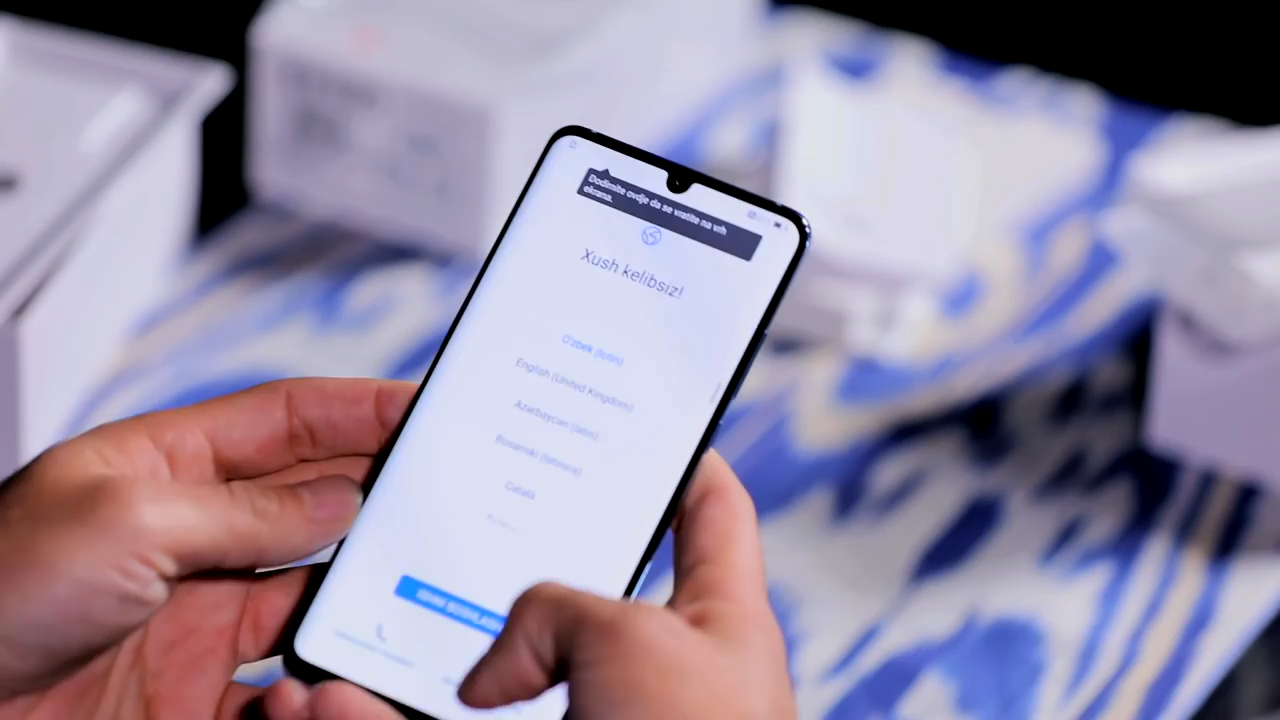 Dodirnite ovdje da se vratite na vrh
ekrana.
Xush kelibsiz!
O'zbek (lotin)
English (United Kingdom)
Azərbaycan (latın)
Bosanski (latinica)
Català